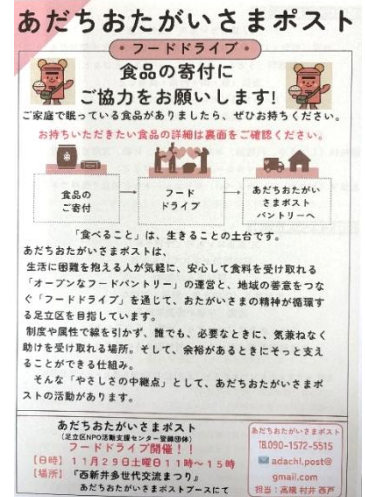 あだちおたがいさまポスト
・フードドライブ・
食品の寄付に
ご協力をお願いします!
ご家庭で眠っている食品がありましたら、ぜひお持ちください。
お持ちいただきたい食品の詳細は裏面をご確認ください。
食品の
ご寄付
フード
ドライブ
あだちおたがい
さまポスト
パントリーへ
「食べること」は、生きることの土台です。
あだちおたがいさまポストは、
生活に困難を抱える人が気軽に、安心して食料を受け取れる
「オープンなフードパントリー」の運営と、地域の善意をつな
ぐ「フードドライブ」を通じて、おたがいさまの精神が循環す
る足立区を目指しています。
制度や属性で線を引かず、誰でも、必要なときに、気兼ねなく
助けを受け取れる場所。そして、余裕があるときにそっと支え
ることができる仕組み。
そんな「やさしさの中継点」として、あだちおたがいさまポ
ストの活動があります。
あだちおたがいさまポスト
(足立区NPO活動支援センター登録団体)
フードドライブ開催!!
【日時】11月29日土曜日11時~15時
【場所】『西新井多世代交流まつり』
あだちおたがいさまポストブースにて
あだちおたがいさまポスト
TEL090-1572-5515
adachi.post@
gmail.com
担当:高橋 村井 西戸